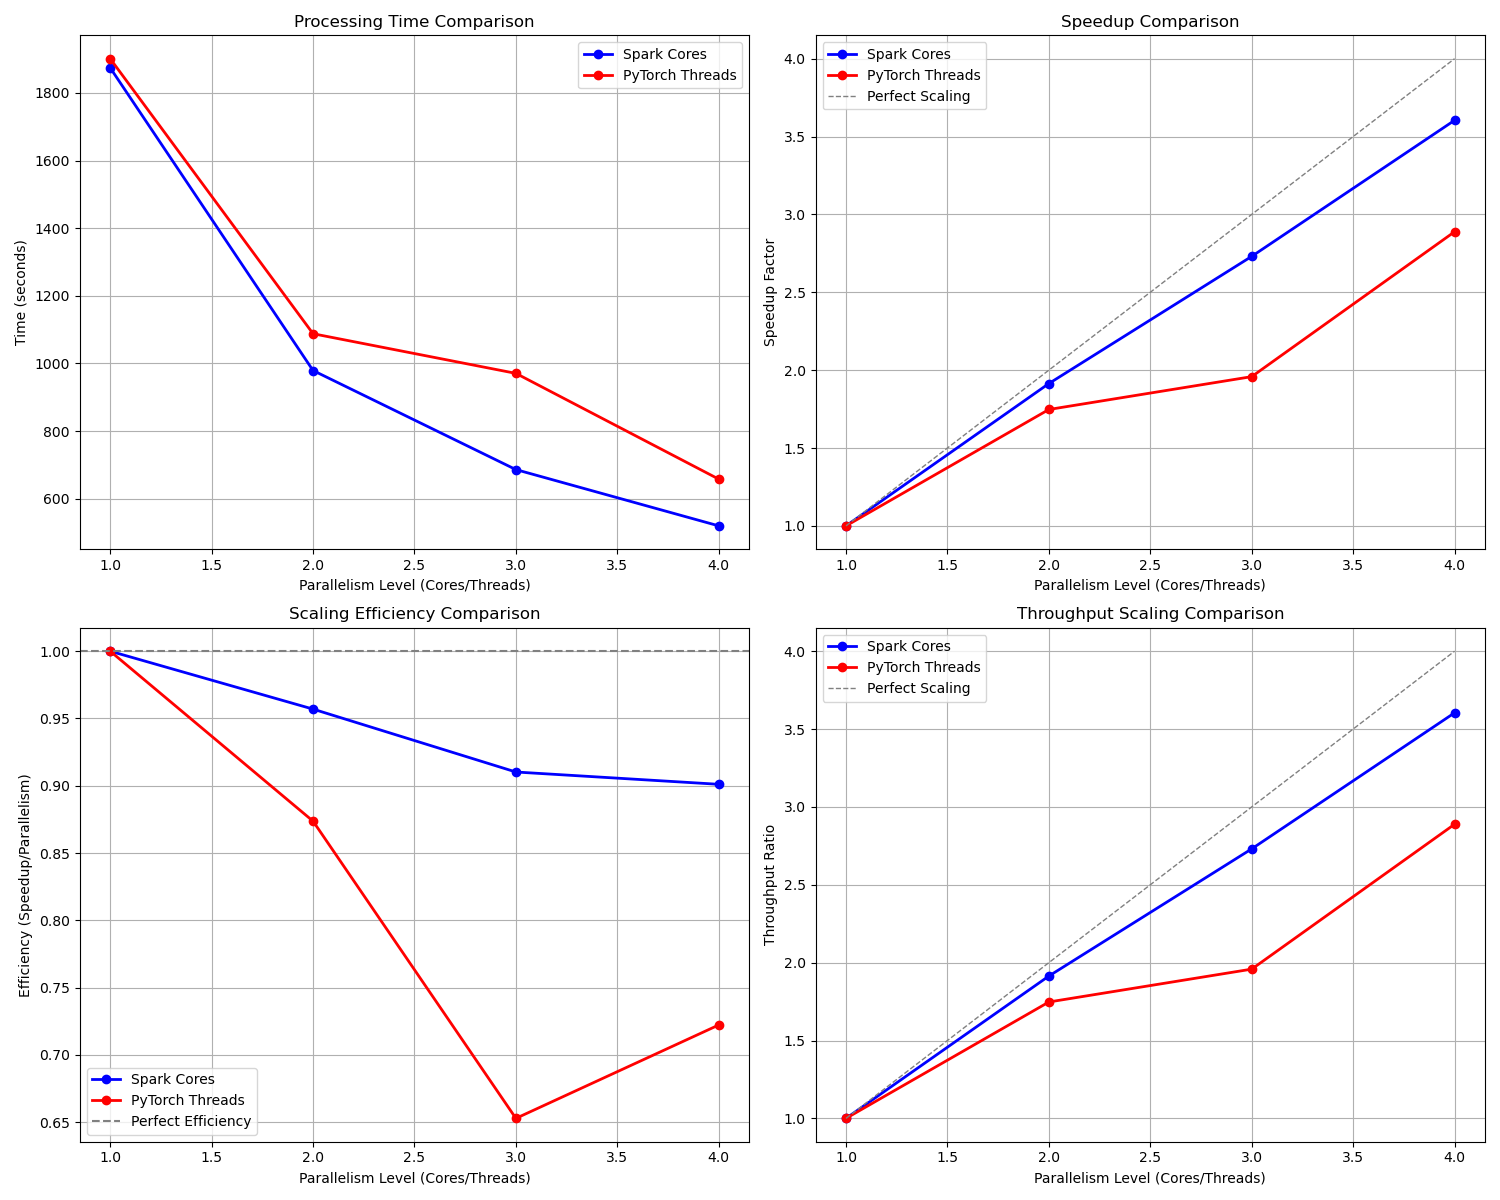 Processing Time Comparison
Time (seconds)
1800
1600
1400
1200
1000
800
600
Spark Cores
PyTorch Threads
1.0 1.5 2.0 2.5 3.0 3.5 4.0
Parallelism Level (Cores/Threads)
Speedup Comparison
Speedup Factor
4.0
3.5
3.0
2.5
2.0
1.5
1.0
Spark Cores
PyTorch Threads
Perfect Scaling
1.0 1.5 2.0 2.5 3.0 3.5 4.0
Parallelism Level (Cores/Threads)
Scaling Efficiency Comparison
Efficiency (Speedup/Parallelism)
1.00
0.95
0.90
0.85
0.80
0.75
0.70
0.65
Spark Cores
PyTorch Threads
Perfect Efficiency
1.0 1.5 2.0 2.5 3.0 3.5 4.0
Parallelism Level (Cores/Threads)
Throughput Scaling Comparison
Throughput Ratio
4.0
3.5
3.0
2.5
2.0
1.5
1.0
Spark Cores
PyTorch Threads
Perfect Scaling
1.0 1.5 2.0 2.5 3.0 3.5 4.0
Parallelism Level (Cores/Threads)